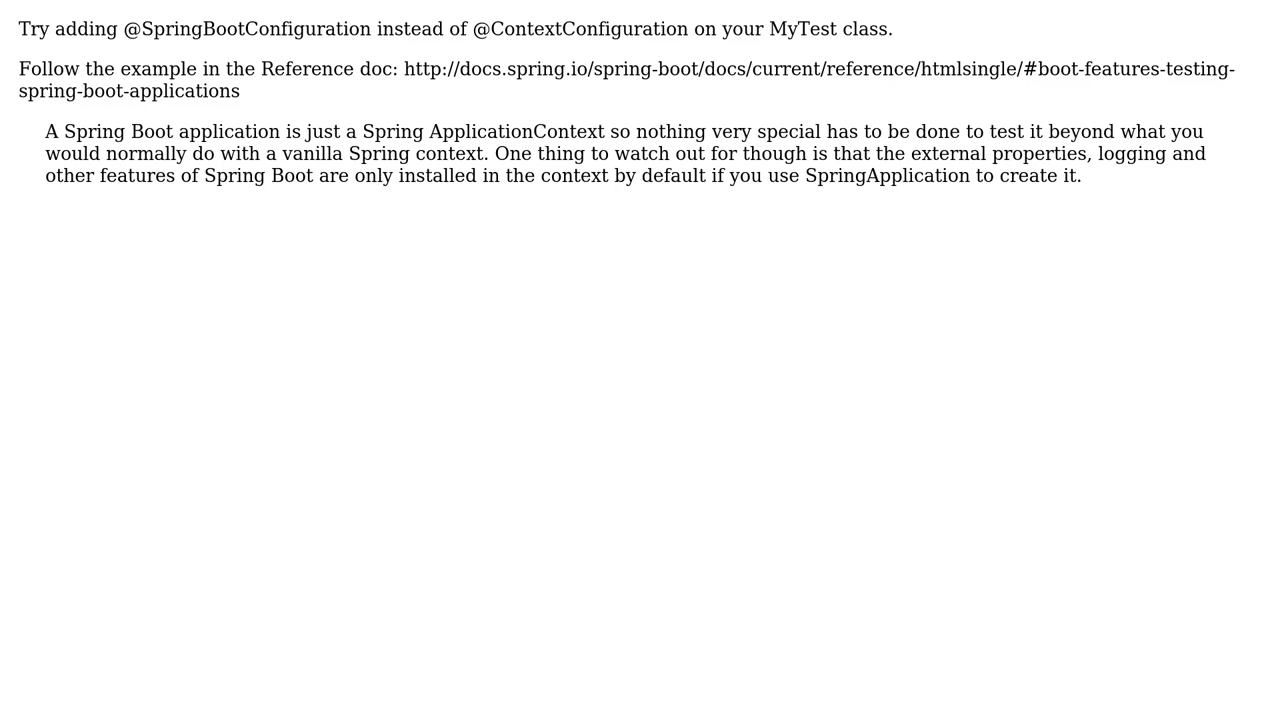 Try adding @SpringBootConfiguration instead of @ContextConfiguration on your MyTest class.
Follow the example in the Reference doc: http://docs.spring.io/spring-boot/docs/current/reference/htmlsingle/#boot-features-testing-
spring-boot-applications
A Spring Boot application is just a Spring ApplicationContext so nothing very special has to be done to test it beyond what you
would normally do with a vanilla Spring context. One thing to watch out for though is that the external properties, logging and
other features of Spring Boot are only installed in the context by default if you use SpringApplication to create it.